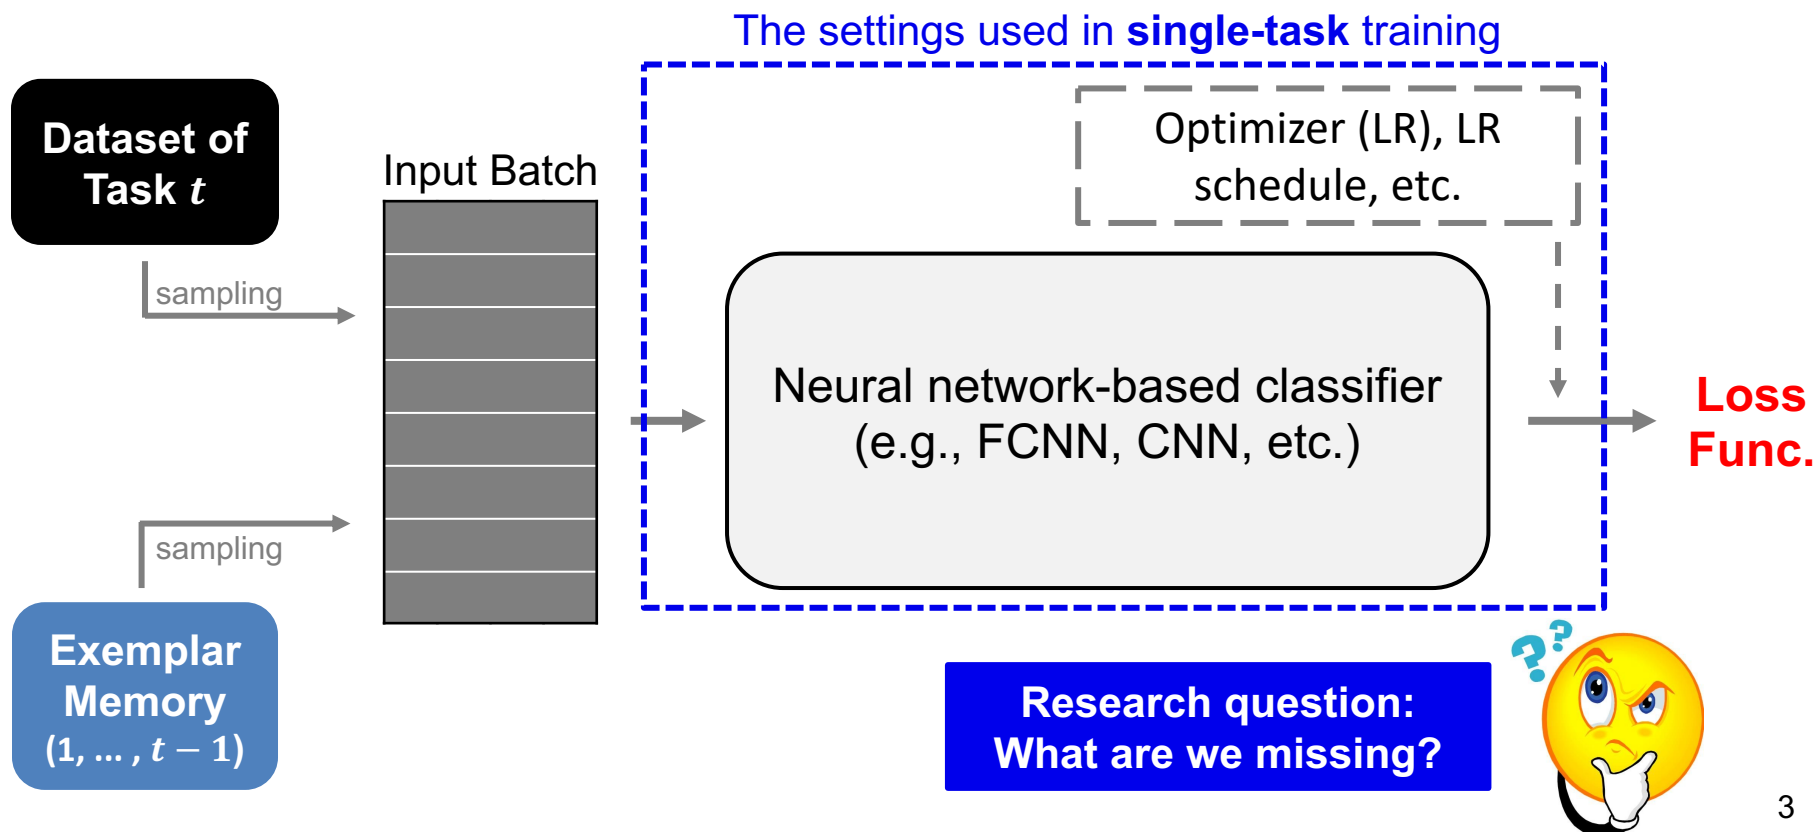 The settings used in single-task training
Dataset of
Task t
Input Batch
Optimizer (LR), LR
schedule, etc.
sampling
Neural network-based classifier
(e.g., FCNN, CNN, etc.)
Loss
Func.
sampling
Exemplar
Memory
(1, ... , t − 1)
Research question:
What are we missing?
??
3